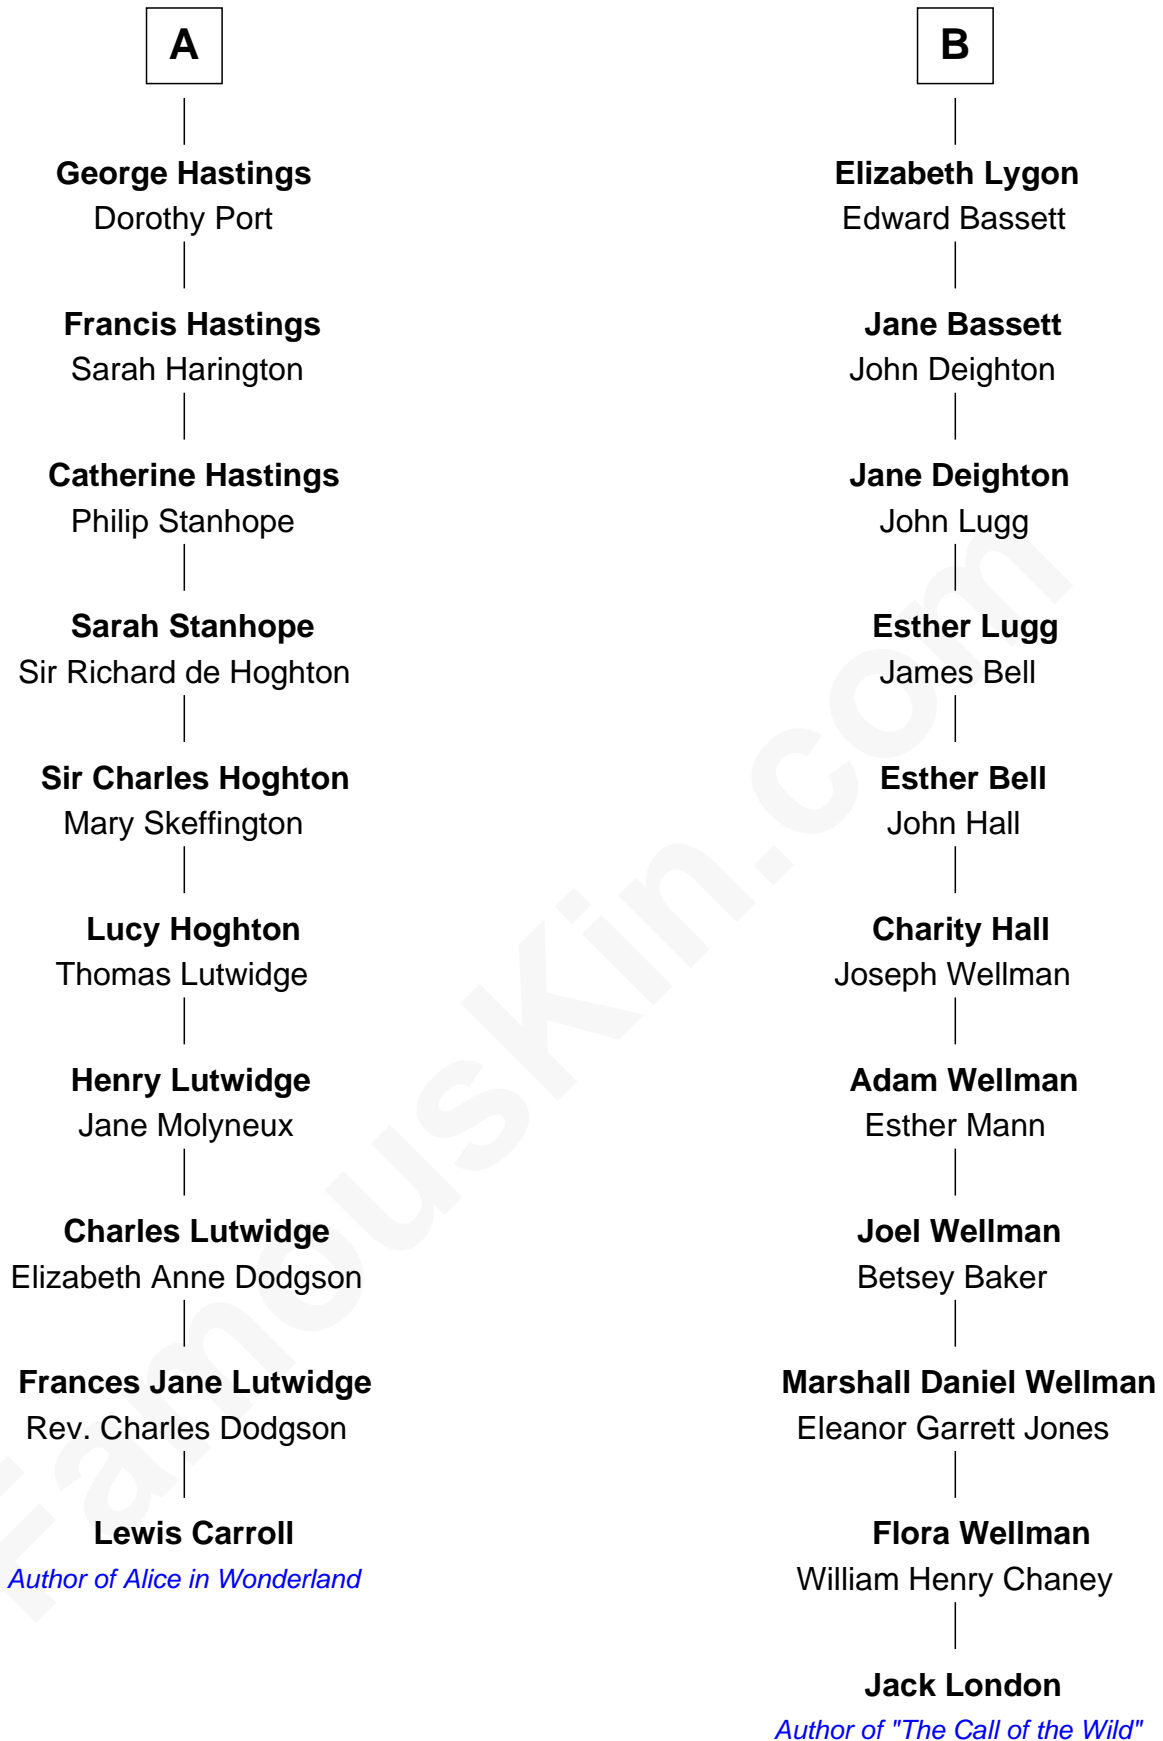 A
George Hastings
Dorothy Port
Francis Hastings
Sarah Harington
Catherine Hastings
Philip Stanhope
Sarah Stanhope
Sir Richard de Hoghton
Sir Charles Hoghton
Mary Skeffington
Lucy Hoghton
Thomas Lutwidge
Henry Lutwidge
Jane Molyneux
Charles Lutwidge
Elizabeth Anne Dodgson
Frances Jane Lutwidge
Rev. Charles Dodgson
Lewis Carroll
Author of Alice in Wonderland
B
Elizabeth Lygon
Edward Bassett
Jane Bassett
John Deighton
Jane Deighton
John Lugg
Esther Lugg
James Bell
Esther Bell
John Hall
Charity Hall
Joseph Wellman
Adam Wellman
Esther Mann
Joel Wellman
Betsey Baker
Marshall Daniel Wellman
Eleanor Garrett Jones
Flora Wellman
William Henry Chaney
Jack London
Author of "The Call of the Wild"
FamousKin.com